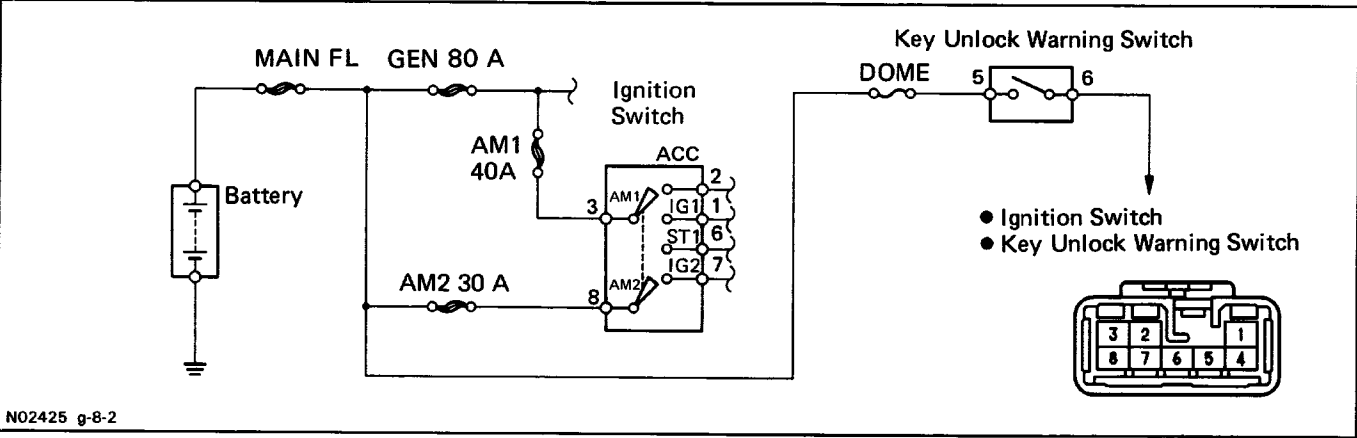 Key Unlock Warning Switch
MAIN FL GEN 80 A
DOME 5 6
Ignition
Switch
AM1
40A
ACC
2
Battery
3 AM1 IG1 1
ST1 6
IG2 7
AM2 30 A 8 AM2
● Ignition Switch
● Key Unlock Warning Switch
3 2 1
8 7 6 5 4
N02425 g-8-2